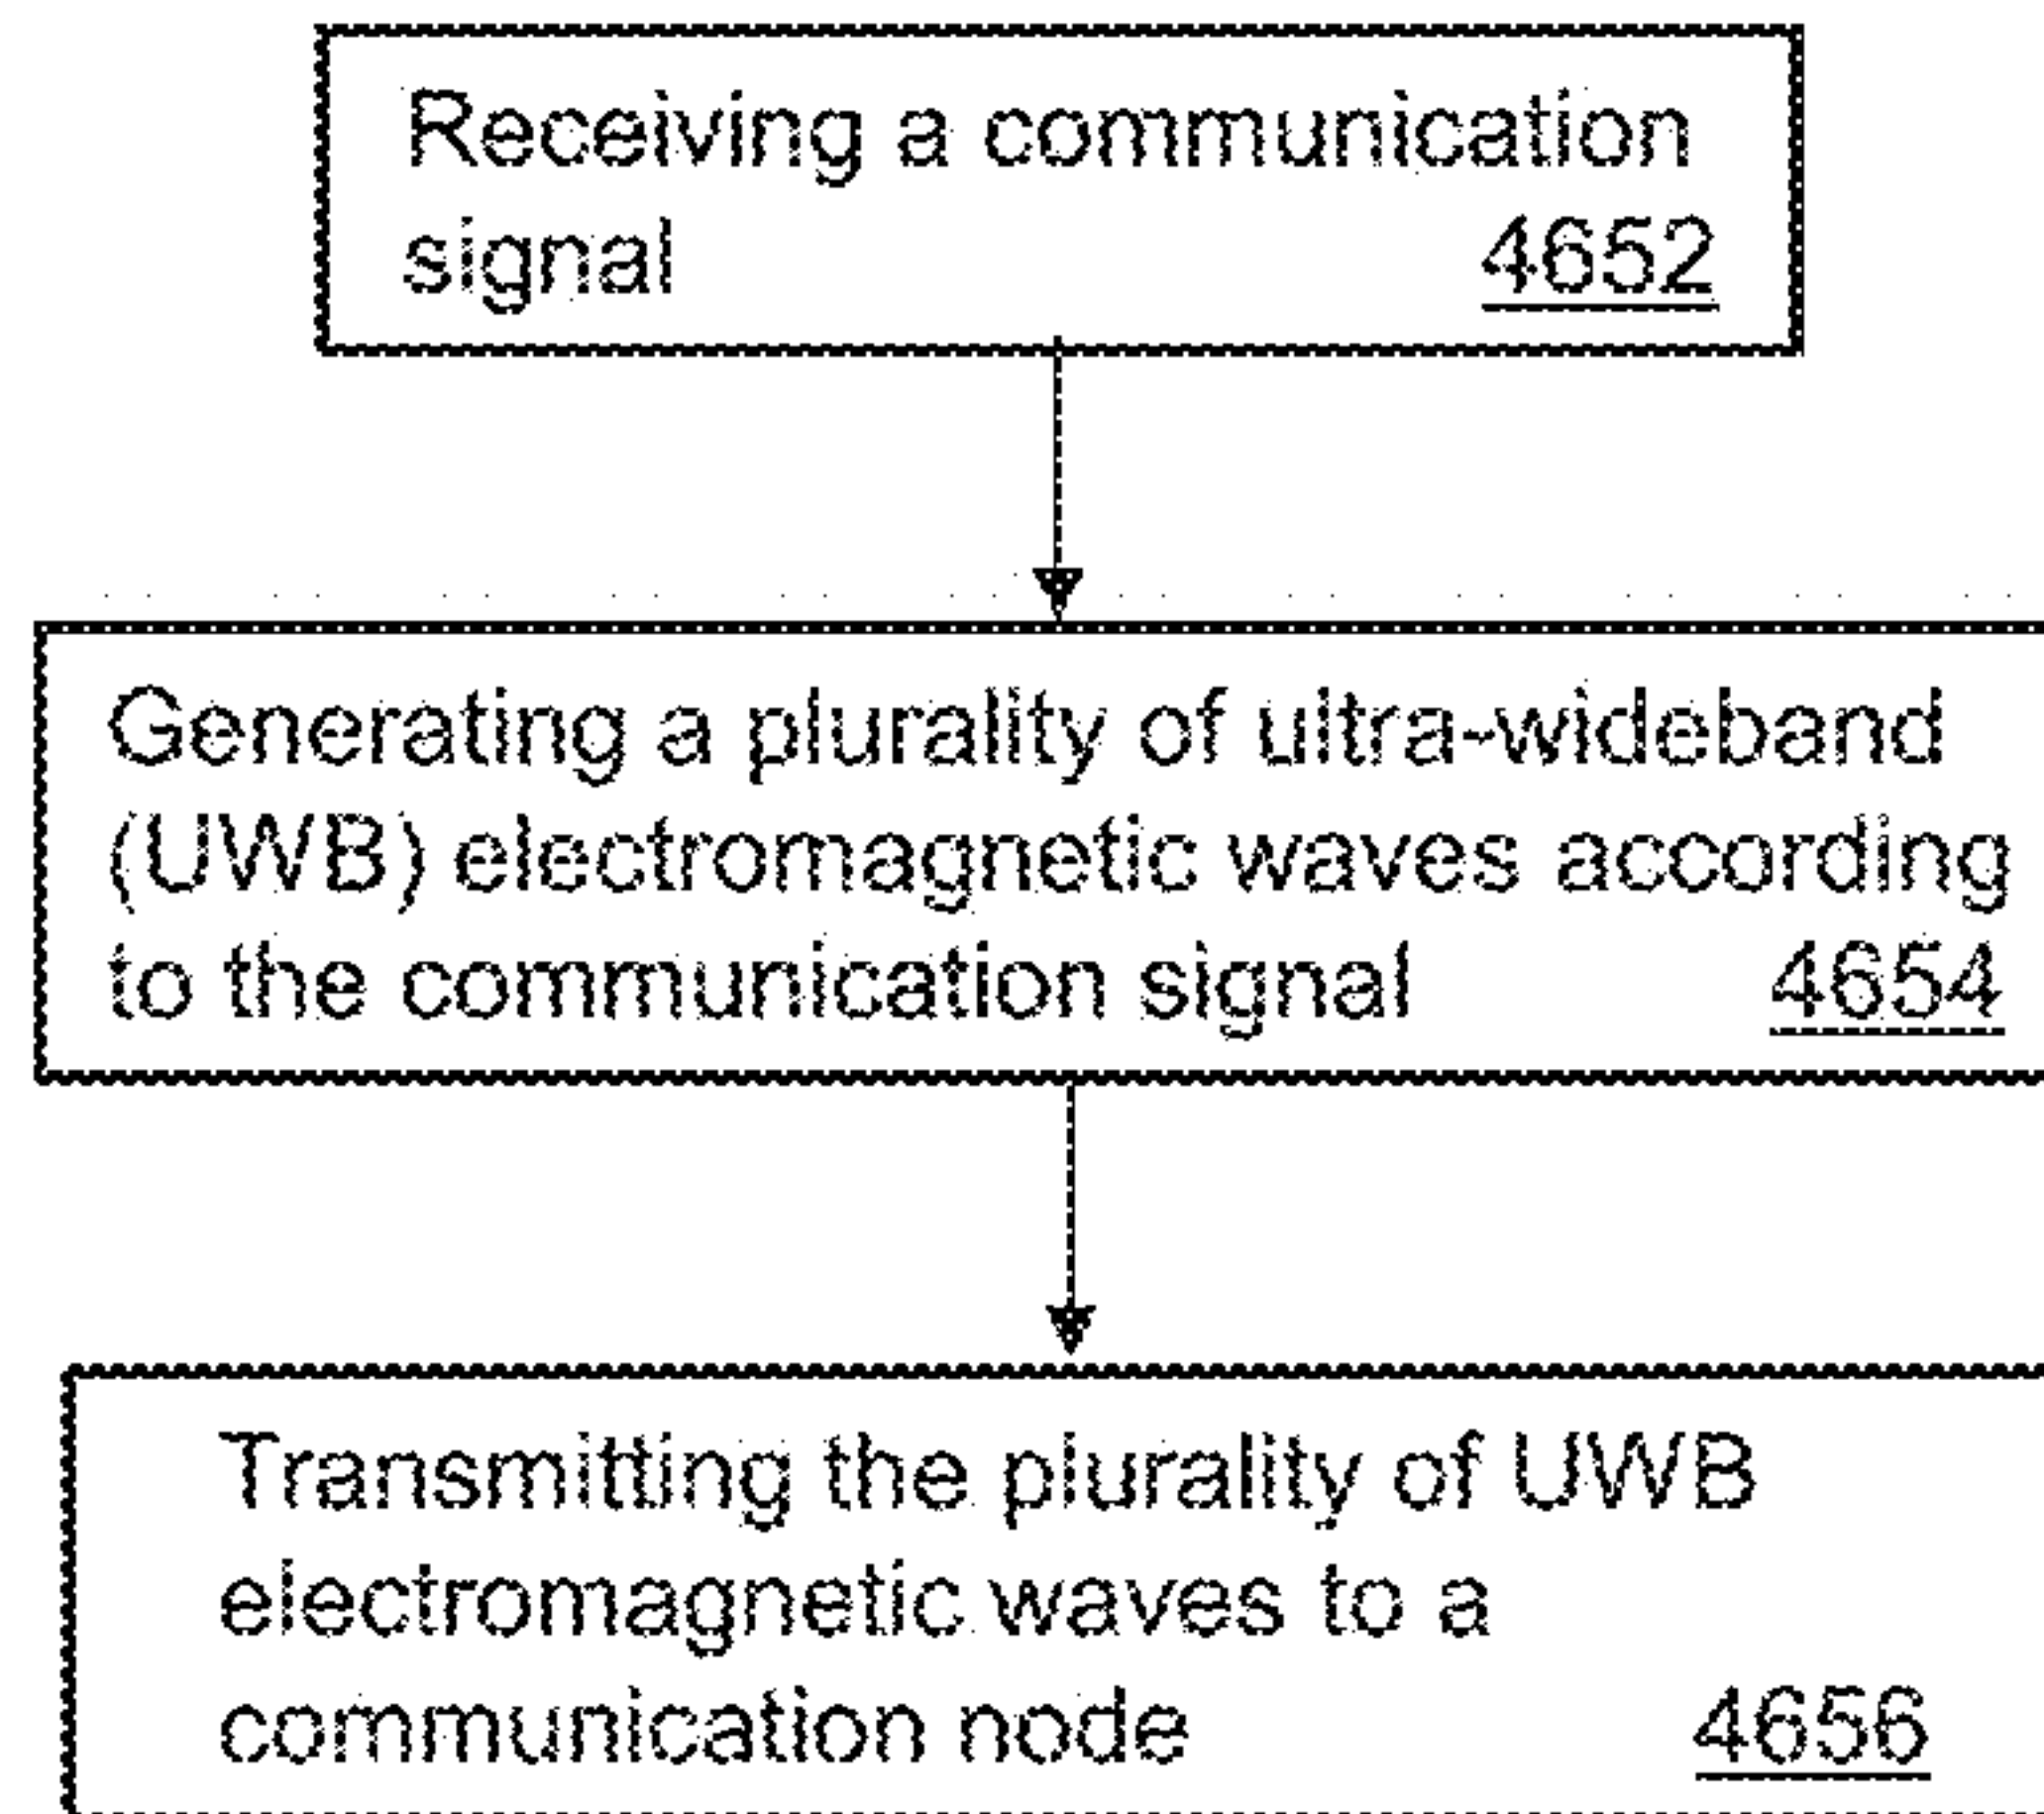 Receiving a communication
signal 4652
Generating a plurality of ultra-wideband
(UWB) electromagnetic waves according
to the communication signal 4654
Transmitting the plurality of UWB
electromagnetic waves to a
communication node 4656